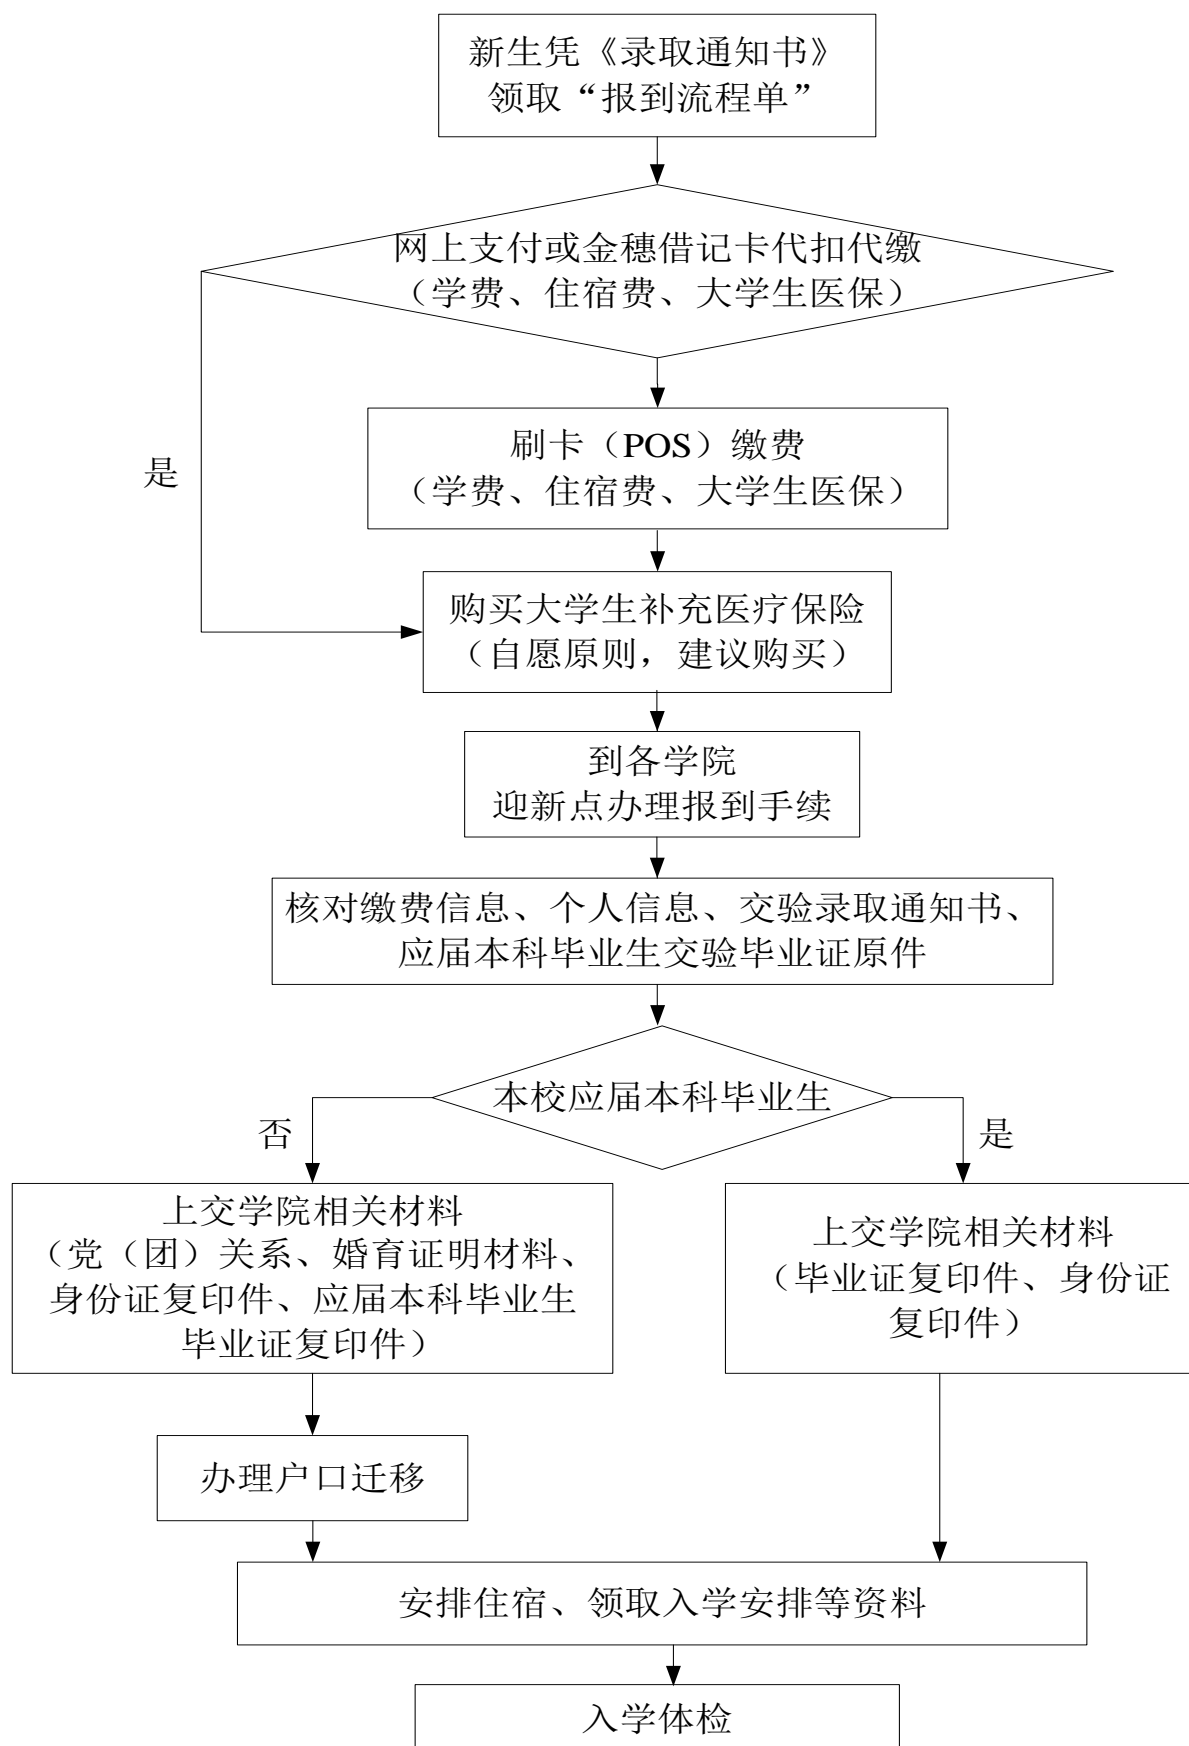 新生凭《录取通知书》
领取“报到流程单”
网上支付或金穗借记卡代扣代缴
（学费、住宿费、大学生医保）
刷卡（POS）缴费
（学费、住宿费、大学生医保）
是
购买大学生补充医疗保险
（自愿原则，建议购买）
到各学院
迎新点办理报到手续
核对缴费信息、个人信息、交验录取通知书、
应届本科毕业生交验毕业证原件
本校应届本科毕业生
否
是
上交学院相关材料
（党（团）关系、婚育证明材料、
身份证复印件、应届本科毕业生
毕业证复印件）
上交学院相关材料
（毕业证复印件、身份证
复印件）
办理户口迁移
安排住宿、领取入学安排等资料
入学体检